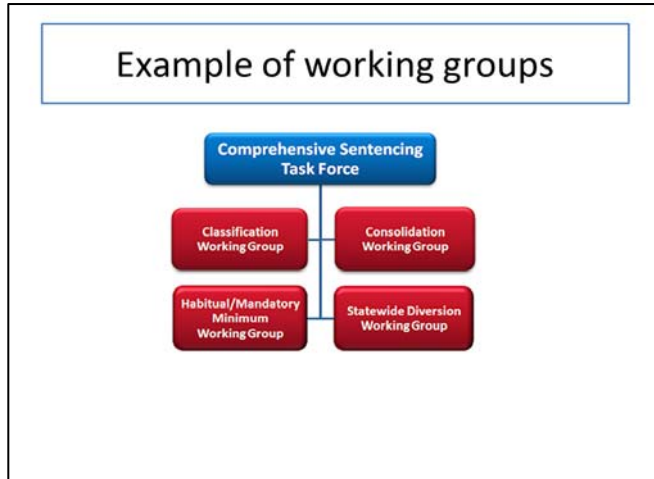 Example of working groups
Comprehensive Sentencing
Task Force
Classification
Working Group
Consolidation
Working Group
Habitual/Mandatory
Minimum
Working Group
Statewide Diversion
Working Group